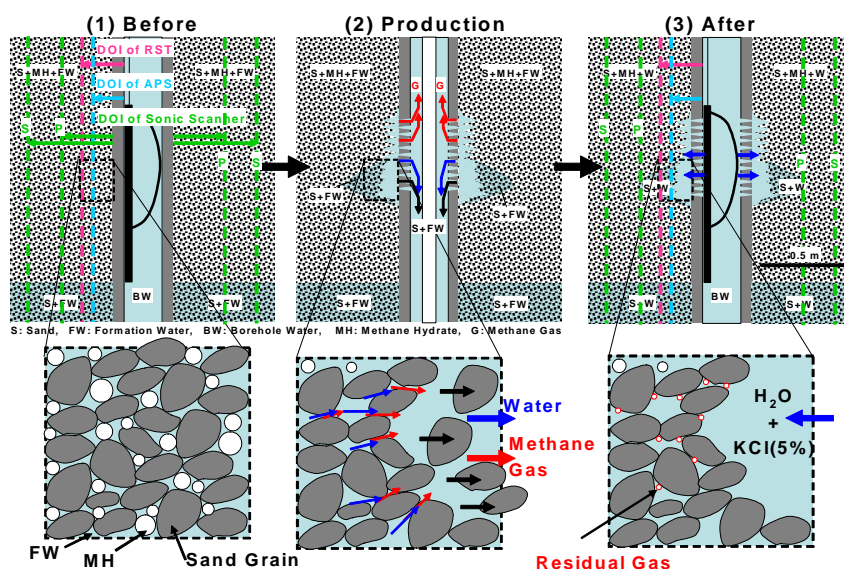 (1) Before
(2) Production
(3) After
DOI of RST
S+MH+FW
S+MH+FW
DOI of APS
DOI of Sonic Scanner
S
P
P
S
S+FW
S+FW
BW
S+FW
S+MH+FW
S+MH+FW
G
G
S+FW
S+FW
S+FW
S+FW
S+FW
S+MH+W
S+MH+W
S
P
P
S
S+W
S+W
0.5 m
S+W
BW
S+W
S: Sand, FW: Formation Water, BW: Borehole Water, MH: Methane Hydrate, G: Methane Gas
FW
MH
Sand Grain
Water
Methane
Gas
H2O
+
KCl(5%)
Residual Gas